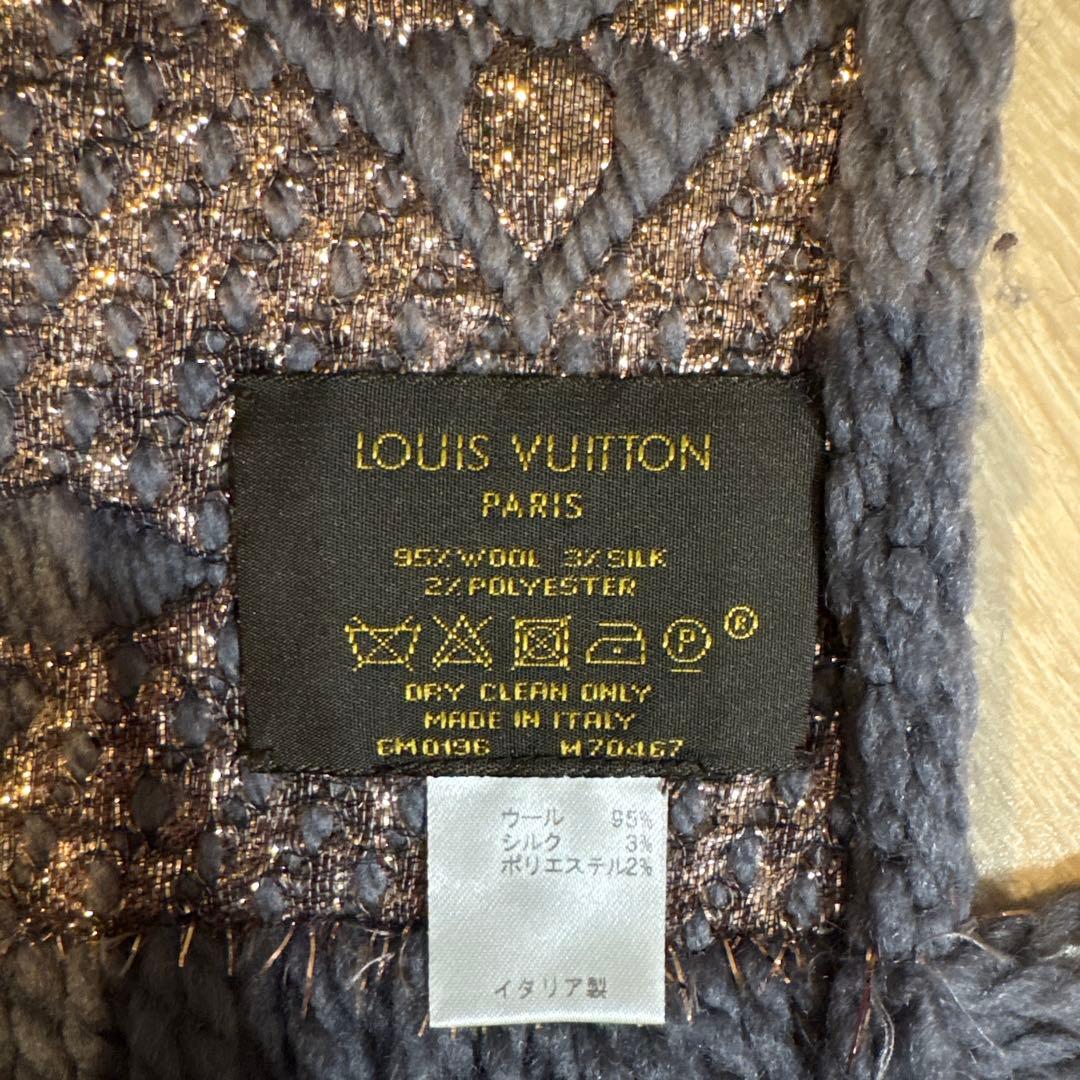 LOUIS VUITTON
PARIS
95% WOOL 3% SILK
2% POLYESTER
P ®
DRY CLEAN ONLY
MADE IN ITALY
GM0196 M70467
ウール 95%
シルク 3%
ポリエステル2%
イタリア製